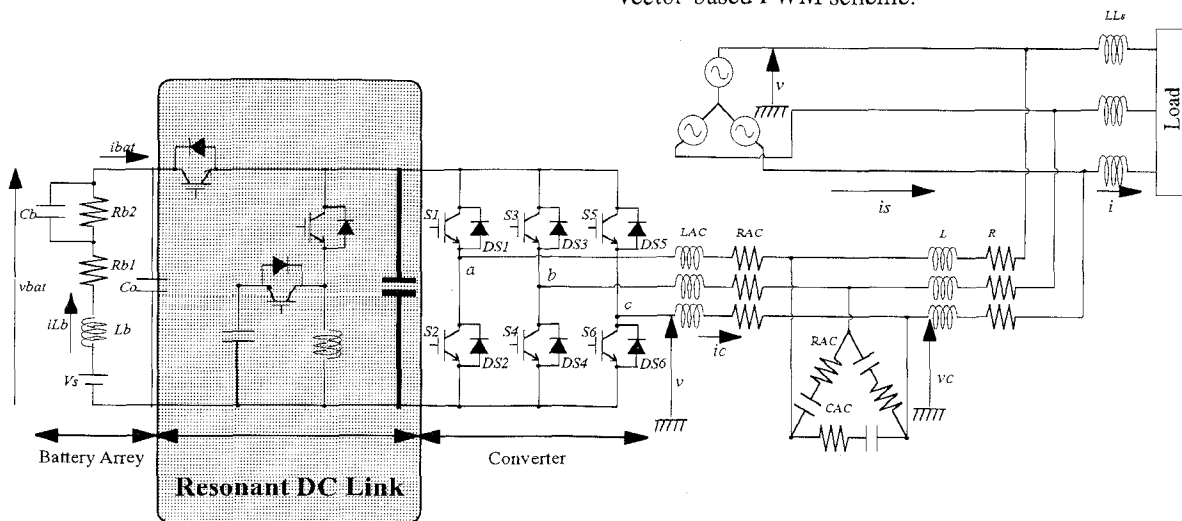 vector-based PWM scheme.
LLs
Load
v
i
is
ibat
Cb
Rb2
Rb1
vbat
Co
iLb
Lb
Vs
S1
DS1
S3
DS3
S5
DS5
a
b
c
S2
DS2
S4
DS4
S6
DS6
LAC
RAC
ic
v
L
R
RAC
CAC
vc
Battery Arrey
Converter
Resonant DC Link